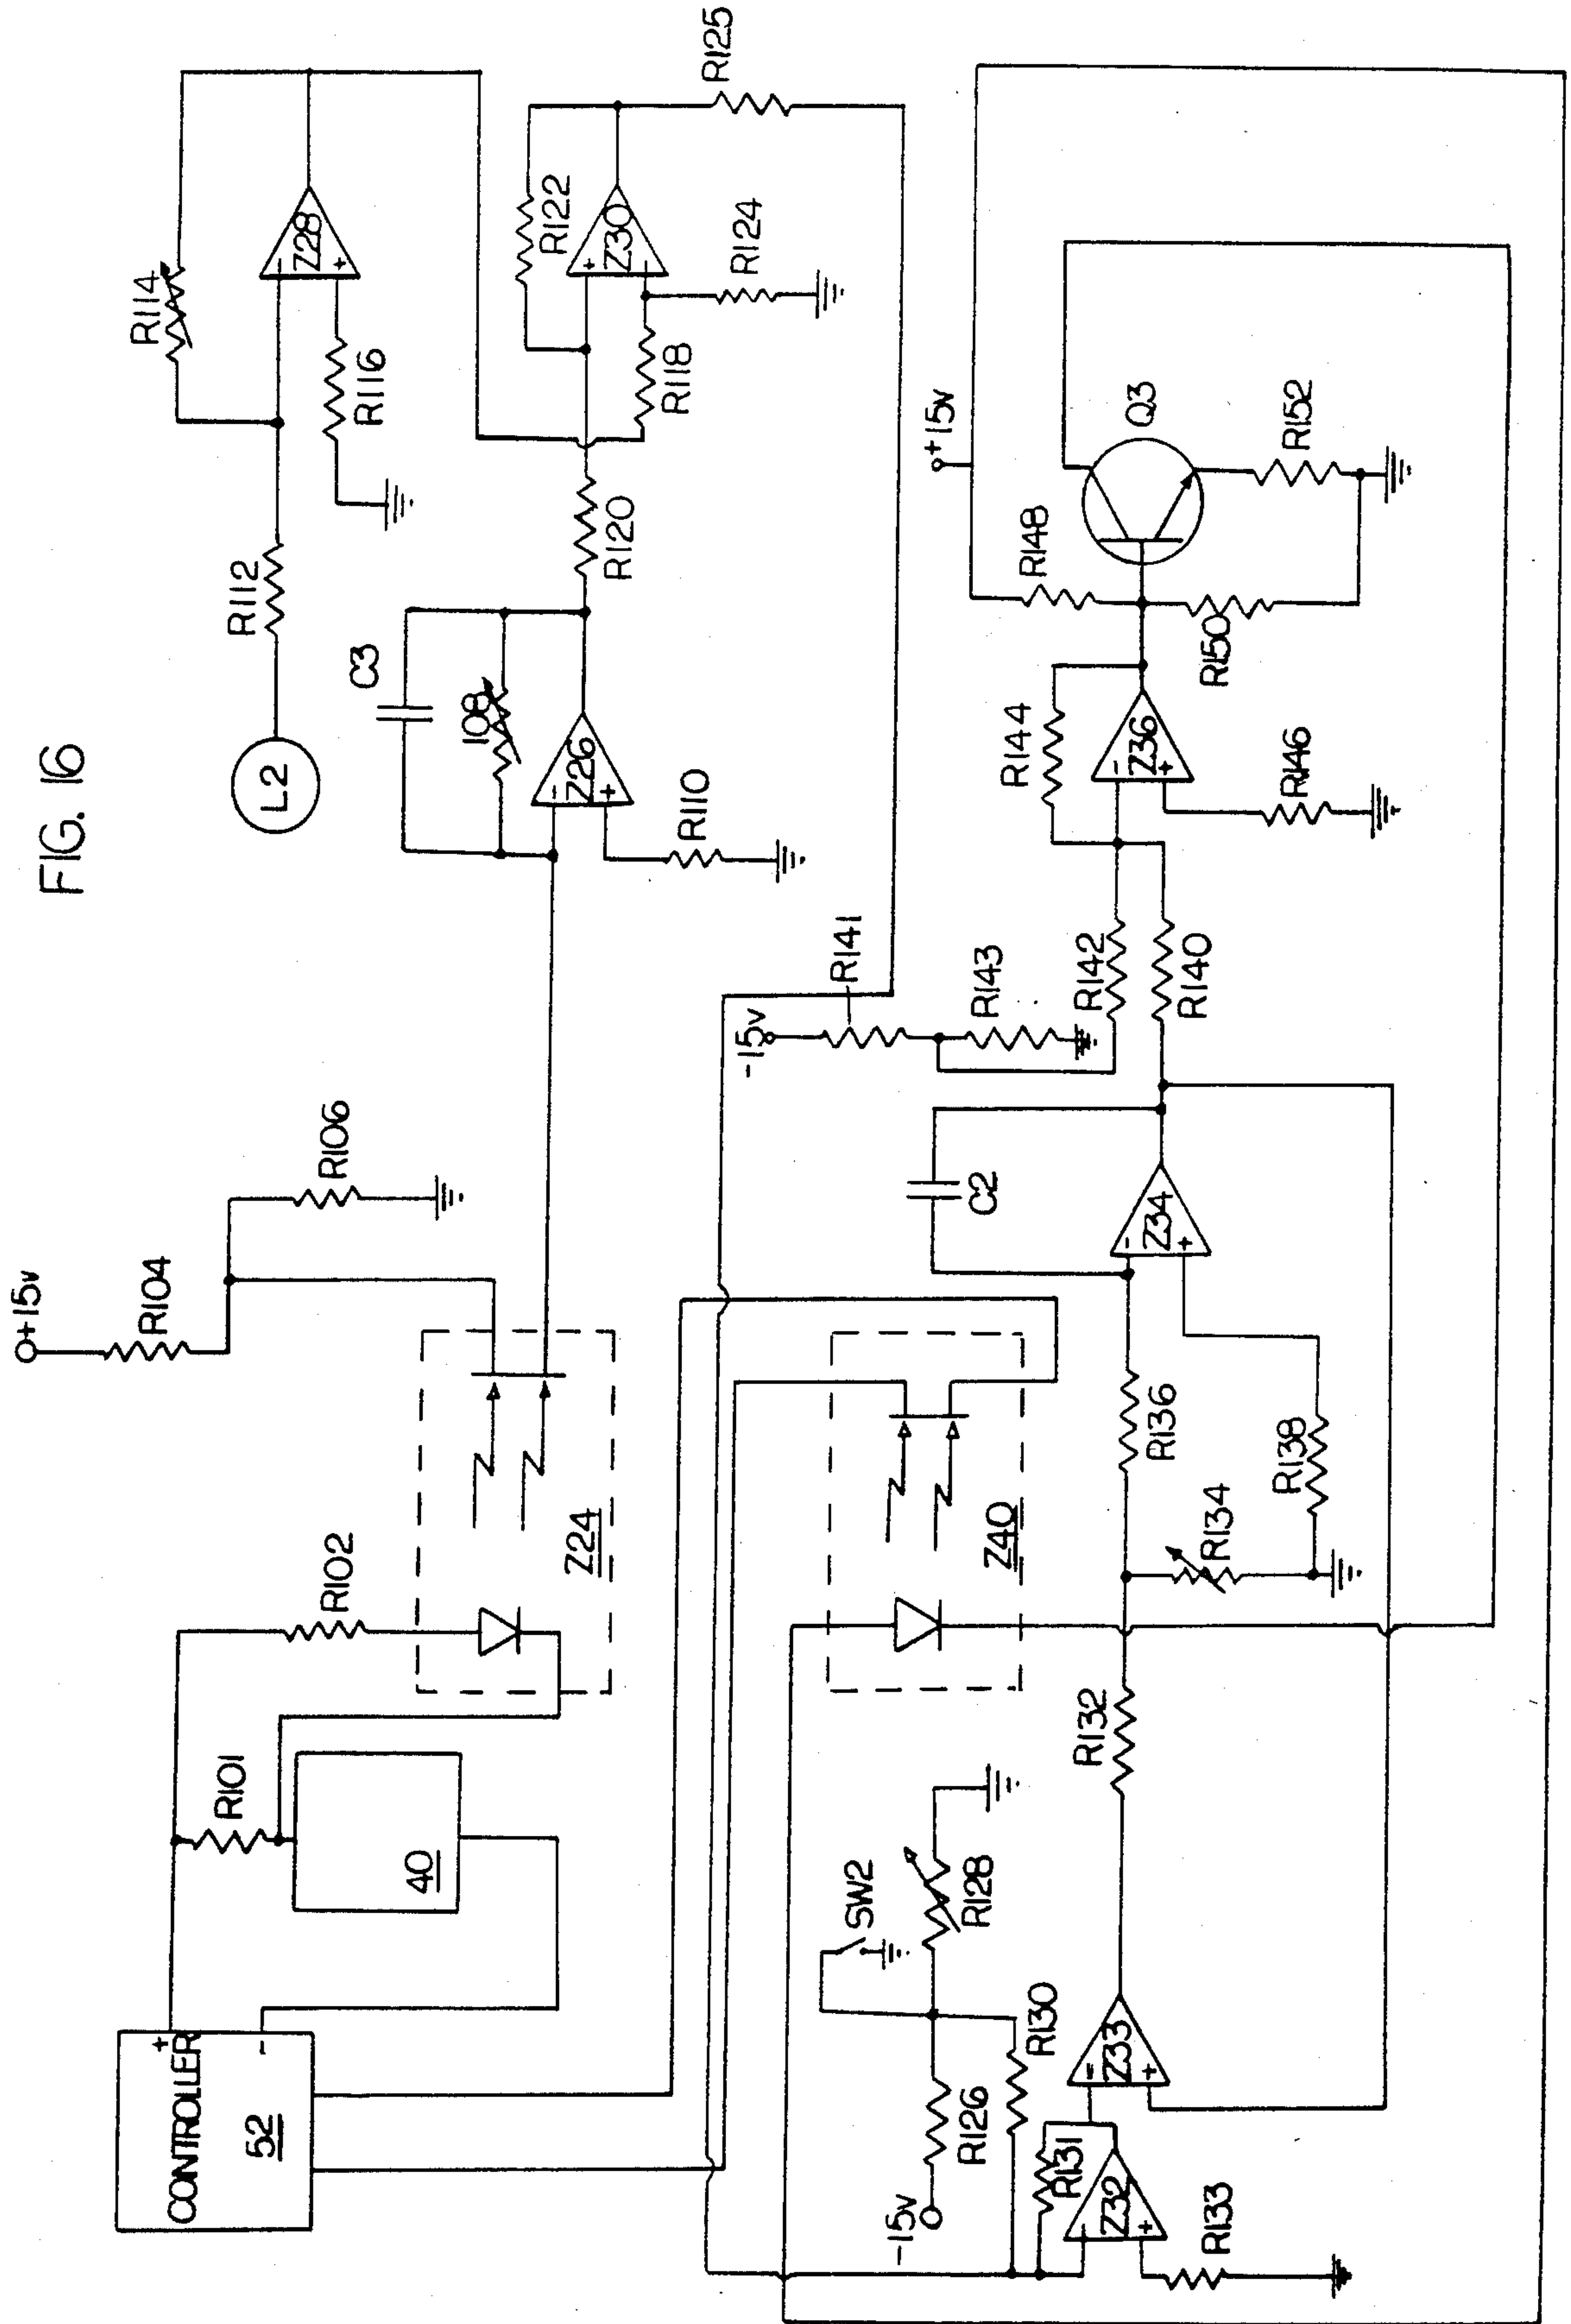 FIG. 16
L2
R112
R114
Z28
-
+
R116
+15v
R104
R106
C3
108
Z26
-
+
R110
R120
R122
Z30
+
-
R118
R124
R125
CONTROLLER
52
+
-
R101
40
R102
Z24
Z40
-15v
R126
SW2
R128
R130
R131
Z32
-
+
R133
Z33
-
+
R132
R134
R136
R138
C2
Z34
-
+
-15v
R141
R143
R142
R140
R144
Z36
-
+
R146
+15v
R148
R150
Q3
R152